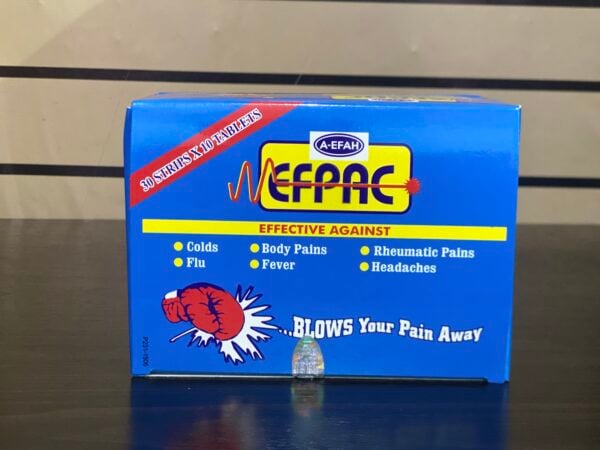 30 STRIPS X 10 TABLETS
A-EFAH
EFPAC
EFFECTIVE AGAINST
Colds
Flu
Body Pains
Fever
Rheumatic Pains
Headaches
...BLOWS Your Pain Away